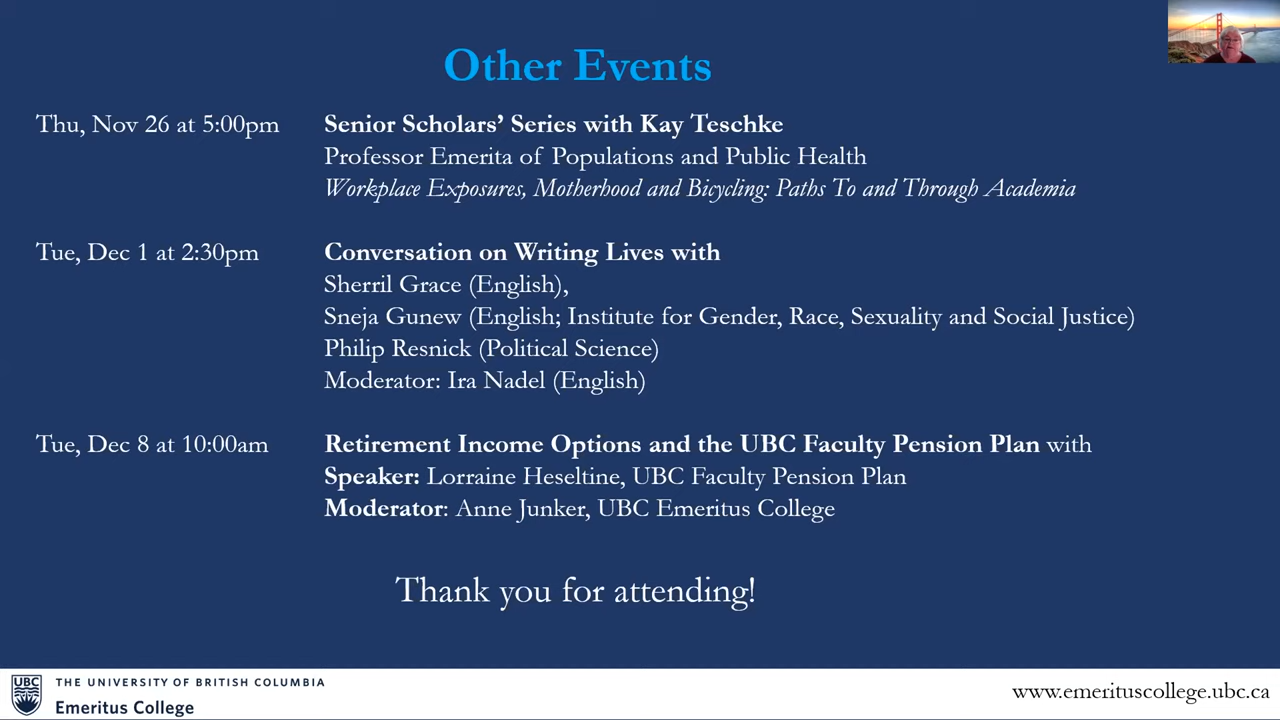 Other Events
Thu, Nov 26 at 5:00pm
Senior Scholars’ Series with Kay Teschke
Professor Emerita of Populations and Public Health
Workplace Exposures, Motherhood and Bicycling: Paths To and Through Academia
Tue, Dec 1 at 2:30pm
Conversation on Writing Lives with
Sherril Grace (English),
Sneja Gunew (English; Institute for Gender, Race, Sexuality and Social Justice)
Philip Resnick (Political Science)
Moderator: Ira Nadel (English)
Tue, Dec 8 at 10:00am
Retirement Income Options and the UBC Faculty Pension Plan with
Speaker: Lorraine Heseltine, UBC Faculty Pension Plan
Moderator: Anne Junker, UBC Emeritus College
Thank you for attending!
UBC
THE UNIVERSITY OF BRITISH COLUMBIA
Emeritus College
www.emerituscollege.ubc.ca